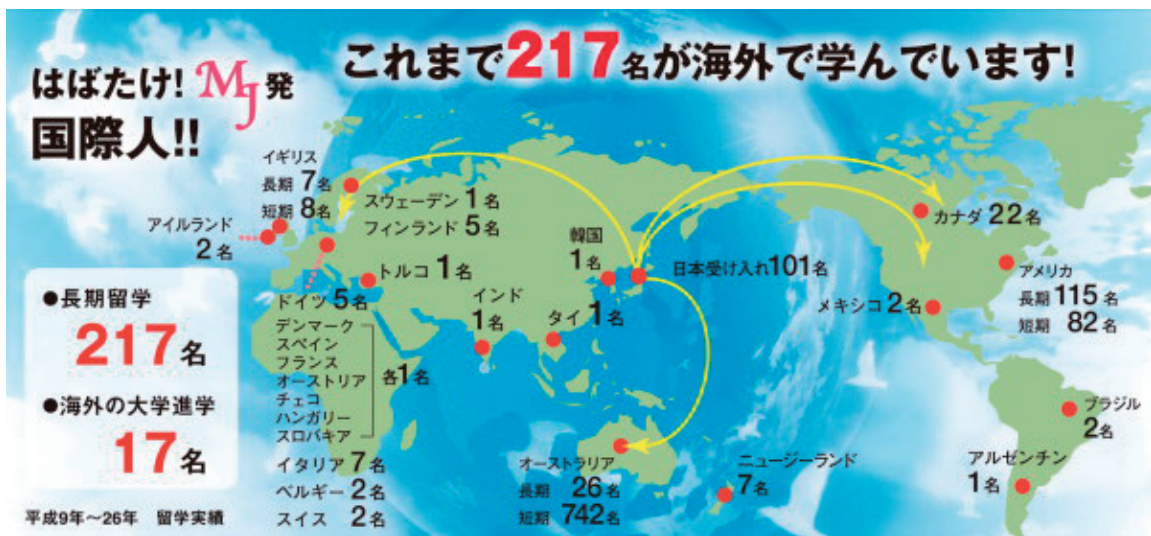 これまで217名が海外で学んでいます!
はばたけ! MJ発
国際人!!
イギリス
長期 7名
短期 8名
アイルランド
2名
スウェーデン 1名
フィンランド 5名
トルコ 1名
ドイツ 5名
デンマーク
スペイン
フランス
オーストリア
チェコ
ハンガリー
スロバキア
各1名
イタリア 7名
ベルギー 2名
スイス 2名
インド
1名
タイ 1名
韓国
1名
日本受け入れ101名
オーストラリア
長期 26名
短期 742名
ニュージーランド
7名
カナダ 22名
アメリカ
長期 115名
短期 82名
メキシコ 2名
ブラジル
2名
アルゼンチン
1名
●長期留学
217名
●海外の大学進学
17名
平成9年〜26年 留学実績